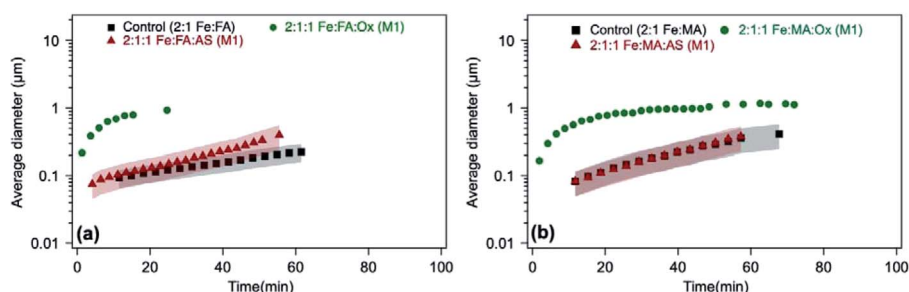 Control (2:1 Fe:FA) 2:1:1 Fe:FA:Ox (M1)
2:1:1 Fe:FA:AS (M1)
10
1
0.1
0.01
Average diameter (μm)
(a)
0 20 40 60 80 100
Time(min)
Control (2:1 Fe:MA) 2:1:1 Fe:MA:Ox (M1)
2:1:1 Fe:MA:AS (M1)
10
1
0.1
0.01
Average diameter (μm)
(b)
0 20 40 60 80 100
Time(min)